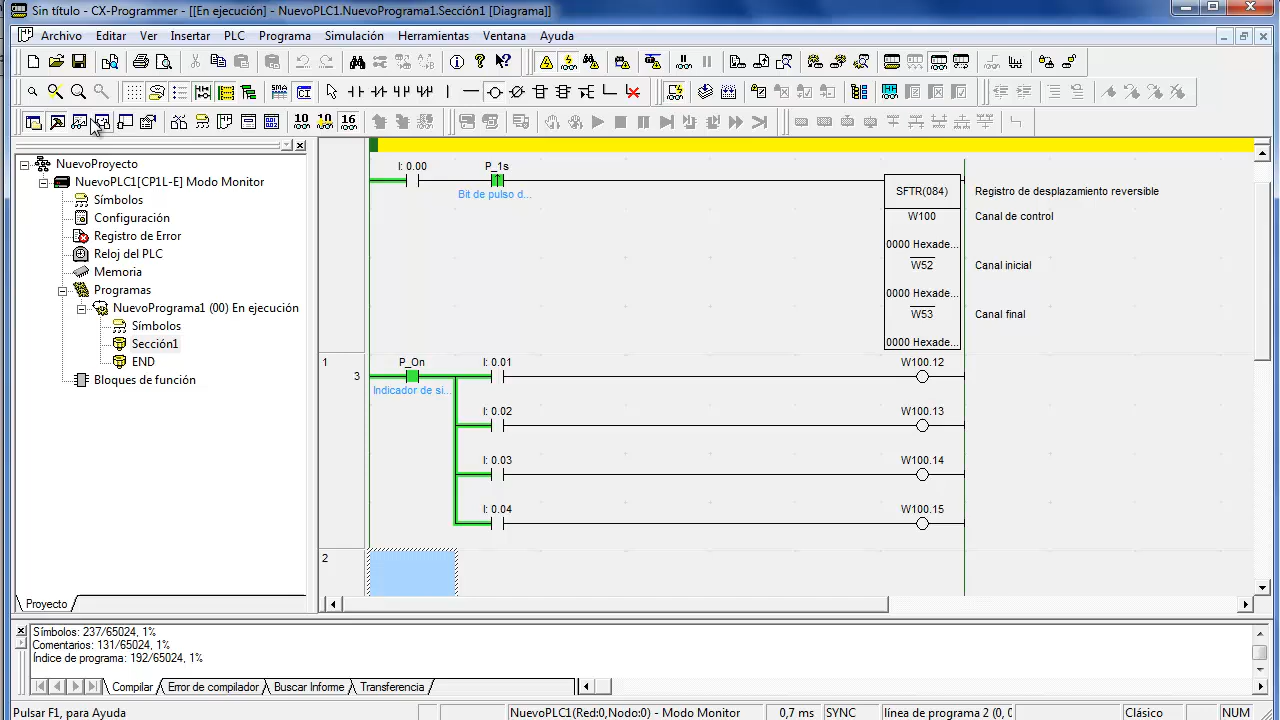 Sin título - CX-Programmer - [[En ejecución] - NuevoPLC1.NuevoPrograma1.Sección1 [Diagrama]]
Archivo Editar Ver Insertar PLC Programa Simulación Herramientas Ventana Ayuda
10 10 16
NuevoProyecto
NuevoPLC1[CP1L-E] Modo Monitor
Símbolos
Configuración
Registro de Error
Reloj del PLC
Memoria
Programas
NuevoPrograma1 (00) En ejecución
Símbolos
Sección1
END
Bloques de función
Proyecto
I: 0.00 P_1s
Bit de pulso d...
SFTR(084) Registro de desplazamiento reversible
W100 Canal de control
0000 Hexade...
W52 Canal inicial
0000 Hexade...
W53 Canal final
0000 Hexade...
1
3
P_On I: 0.01 W100.12
Indicador de si...
I: 0.02 W100.13
I: 0.03 W100.14
I: 0.04 W100.15
2
Símbolos: 237/65024, 1%
Comentarios: 131/65024, 1%
Índice de programa: 192/65024, 1%
Compilar Error de compilador Buscar Informe Transferencia
Pulsar F1, para Ayuda NuevoPLC1(Red:0,Nodo:0) - Modo Monitor 0,7 ms SYNC línea de programa 2 (0, 0 Clásico NUM